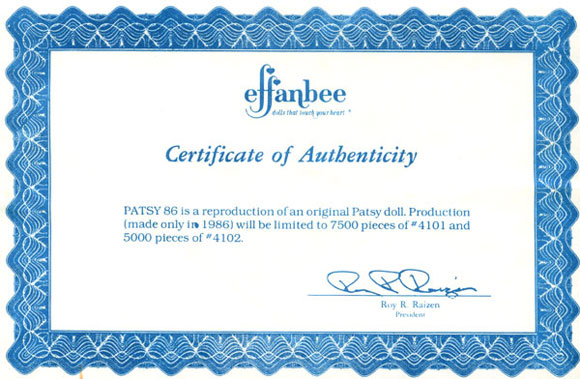 effanbee
dolls that touch your heart ®
Certificate of Authenticity
PATSY 86 is a reproduction of an original Patsy doll. Production
(made only in 1986) will be limited to 7500 pieces of #4101 and
5000 pieces of #4102.
Roy R. Raizen
Roy R. Raizen
President